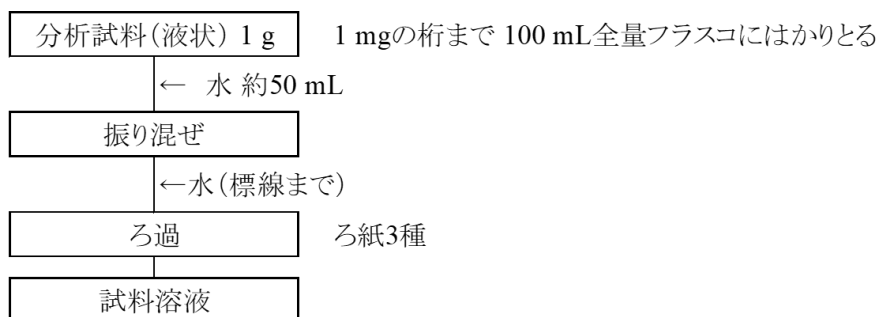 分析試料(液状) 1 g 1 mgの桁まで 100 mL全量フラスコにはかりとる
← 水 約50 mL
振り混ぜ
←水(標線まで)
ろ過 ろ紙3種
試料溶液